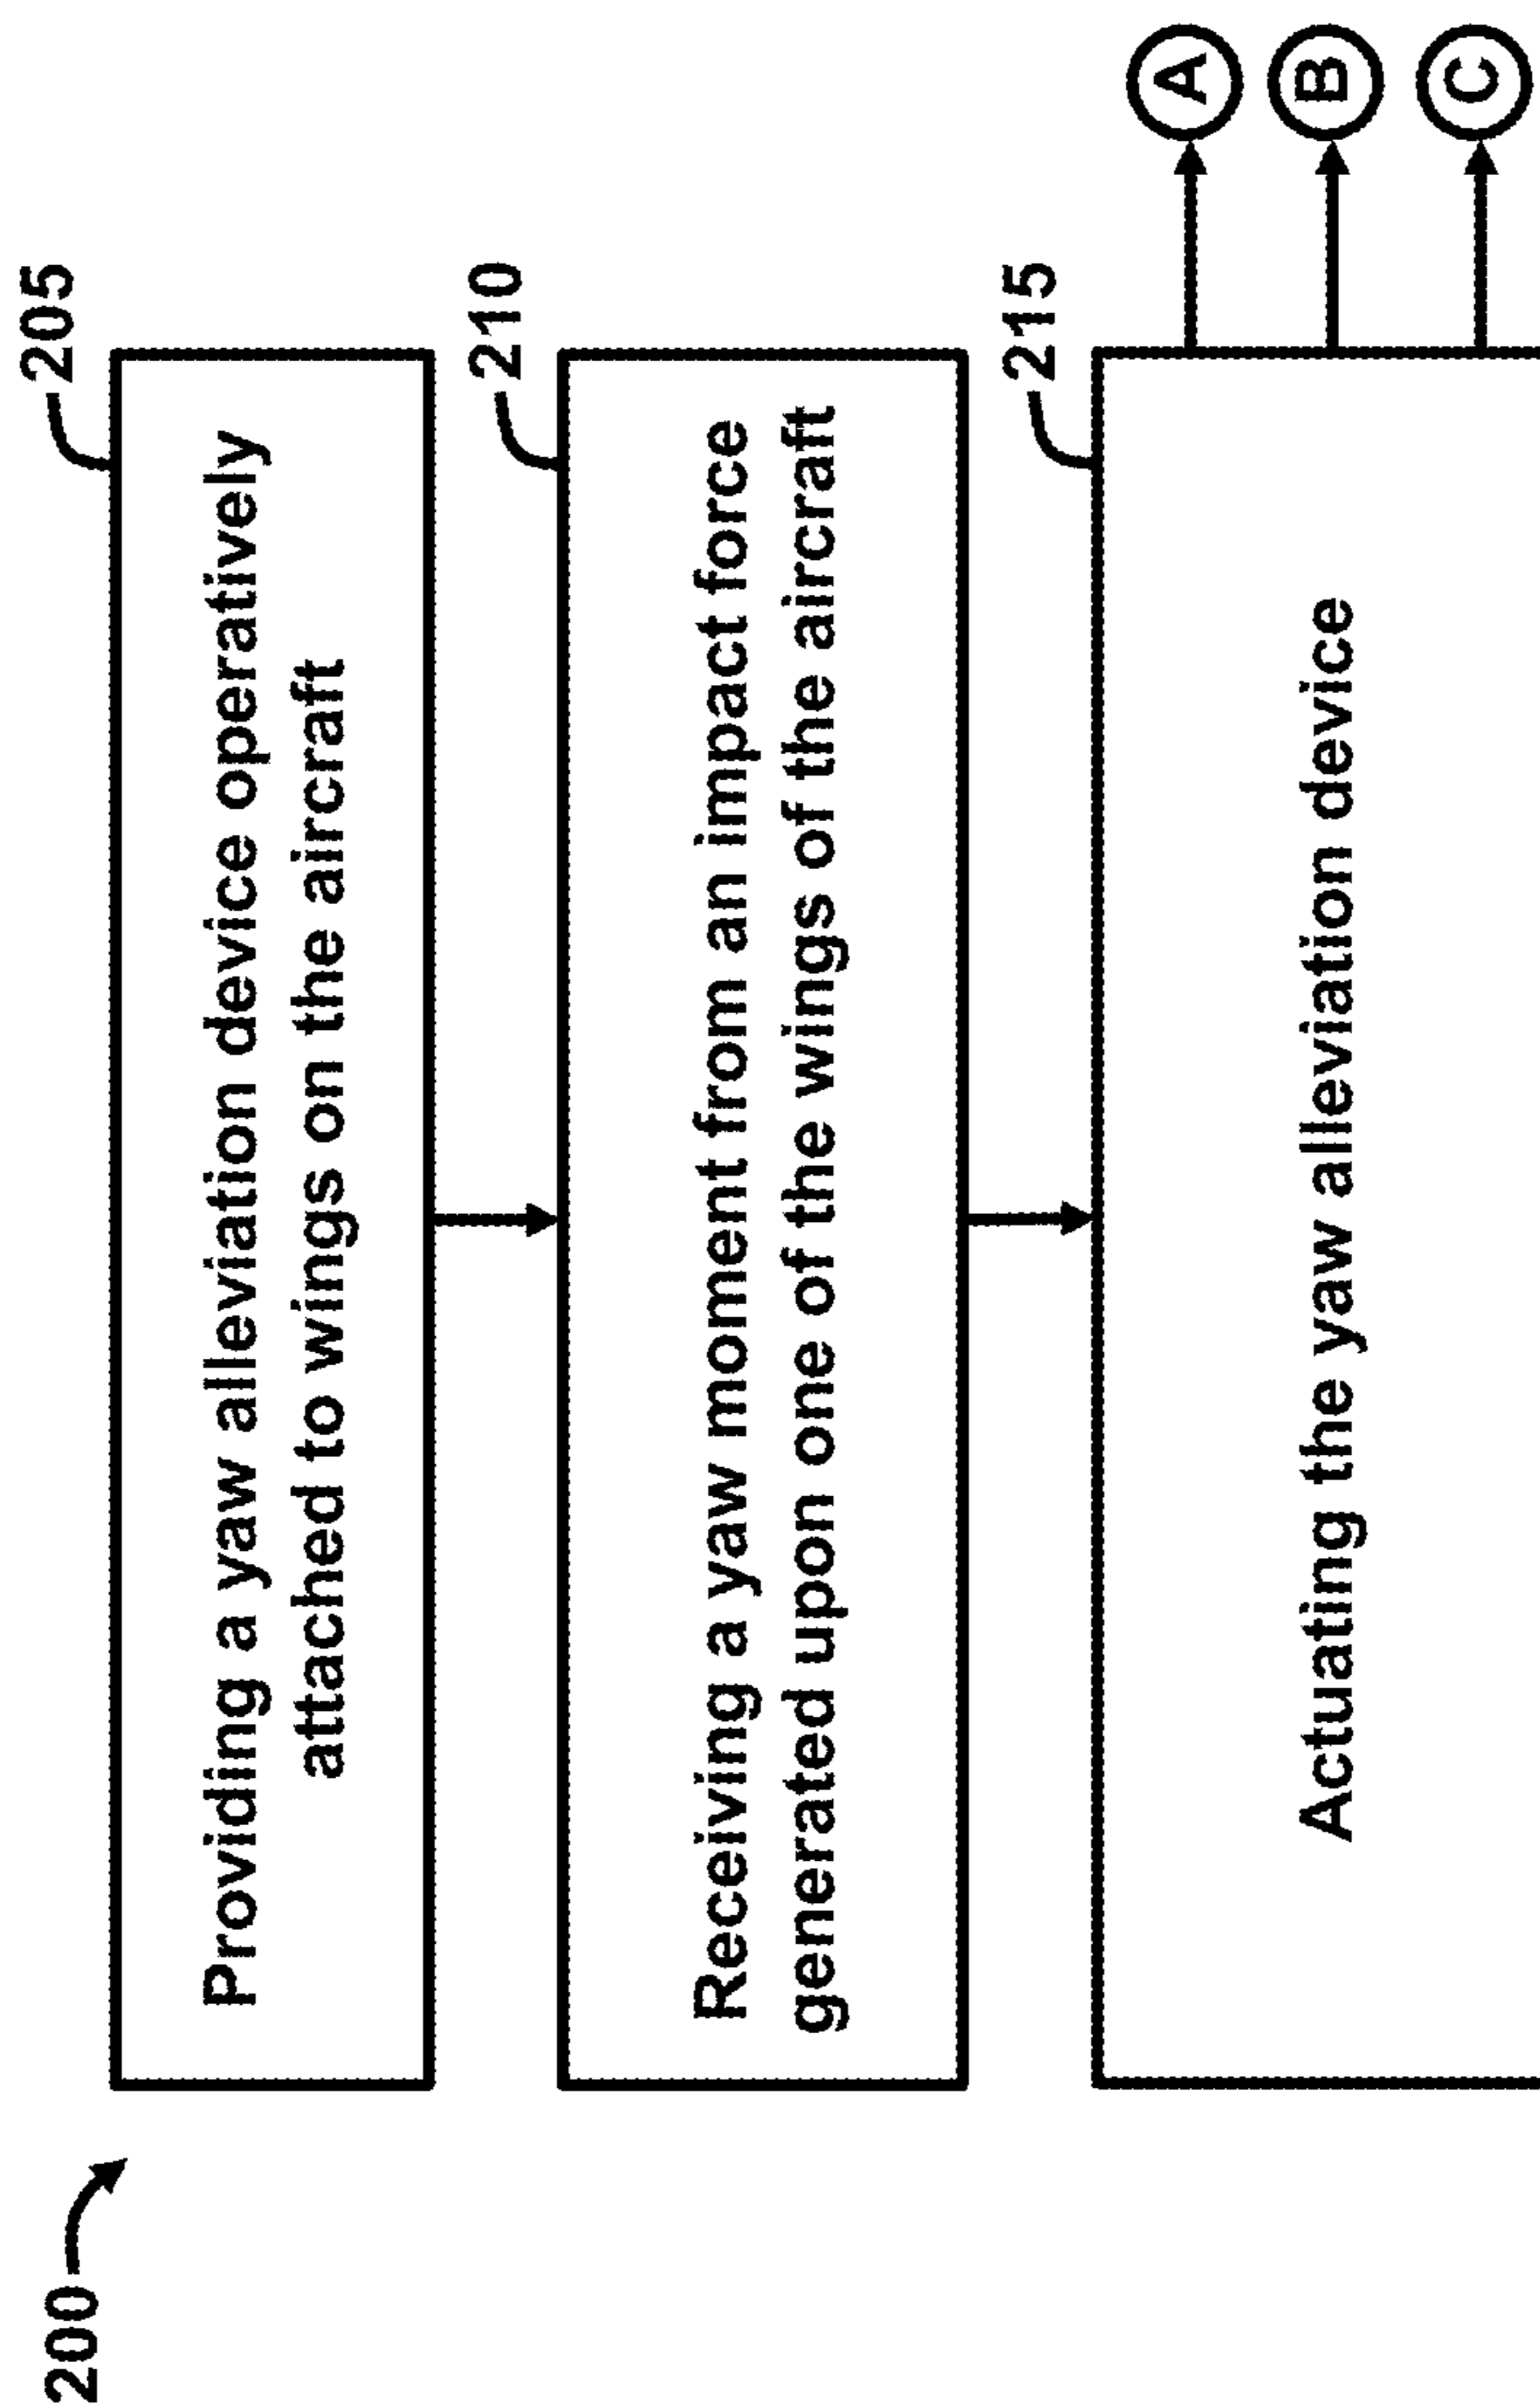 200
205
Providing a yaw alleviation device operatively
attached to wings on the aircraft
210
Receiving a yaw moment from an impact force
generated upon one of the wings of the aircraft
215
Actuating the yaw alleviation device
A
B
C